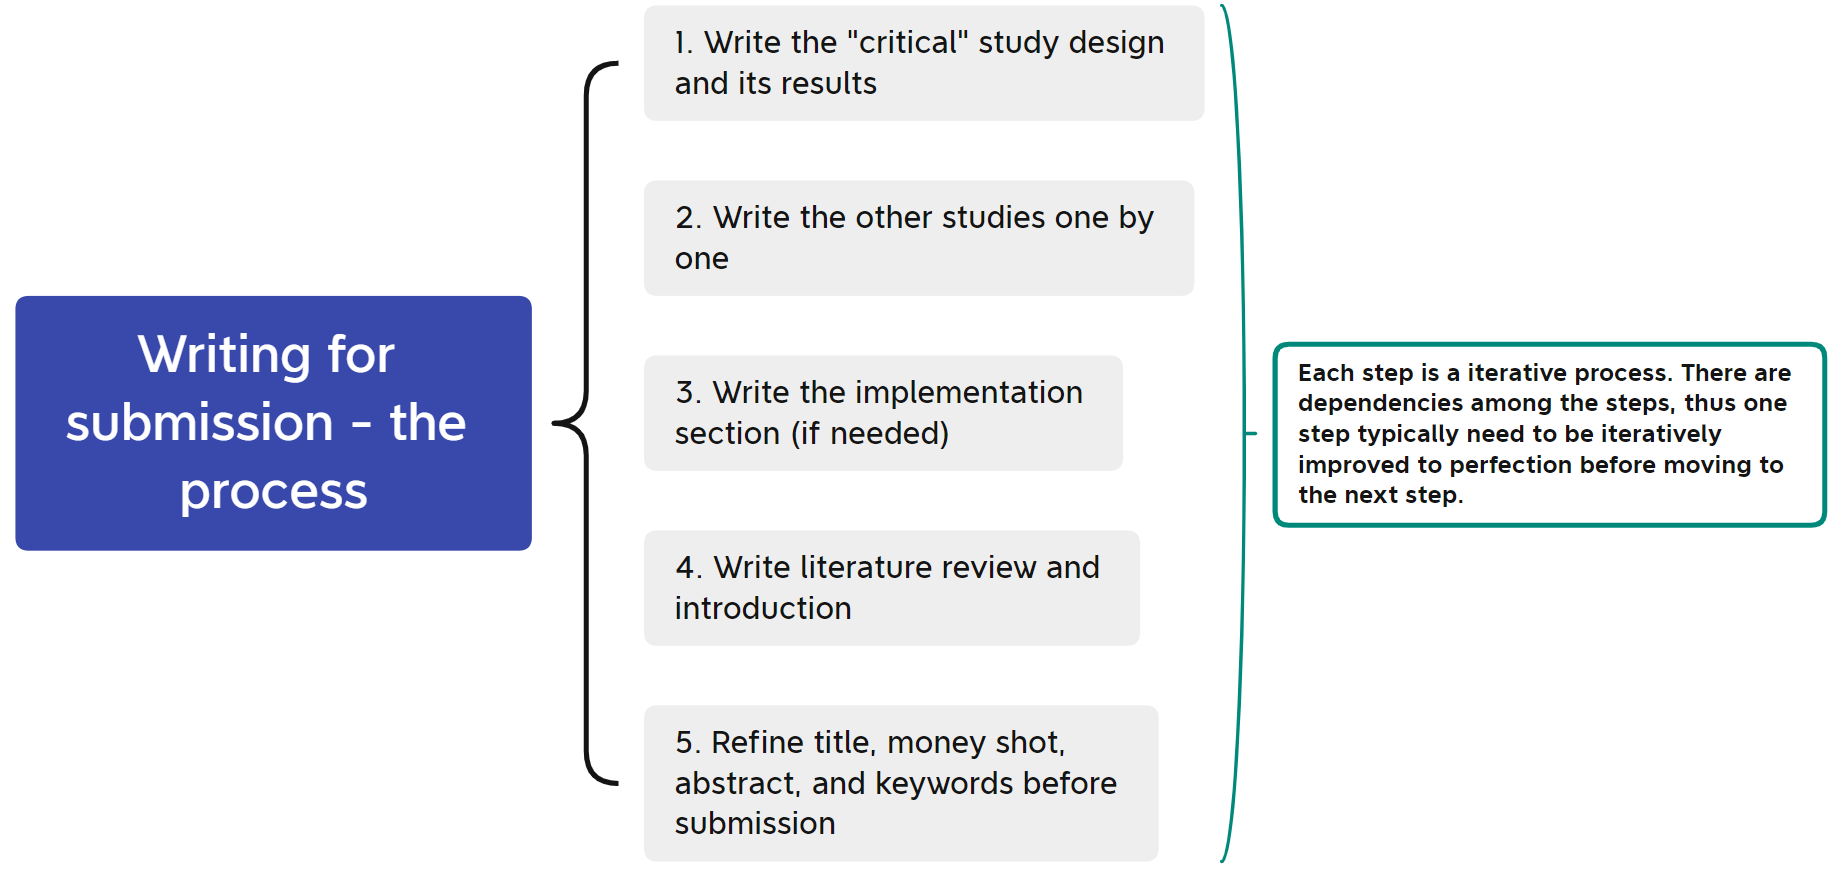 Writing for
submission - the
process
1. Write the "critical" study design
and its results
2. Write the other studies one by
one
3. Write the implementation
section (if needed)
4. Write literature review and
introduction
5. Refine title, money shot,
abstract, and keywords before
submission
Each step is a iterative process. There are
dependencies among the steps, thus one
step typically need to be iteratively
improved to perfection before moving to
the next step.